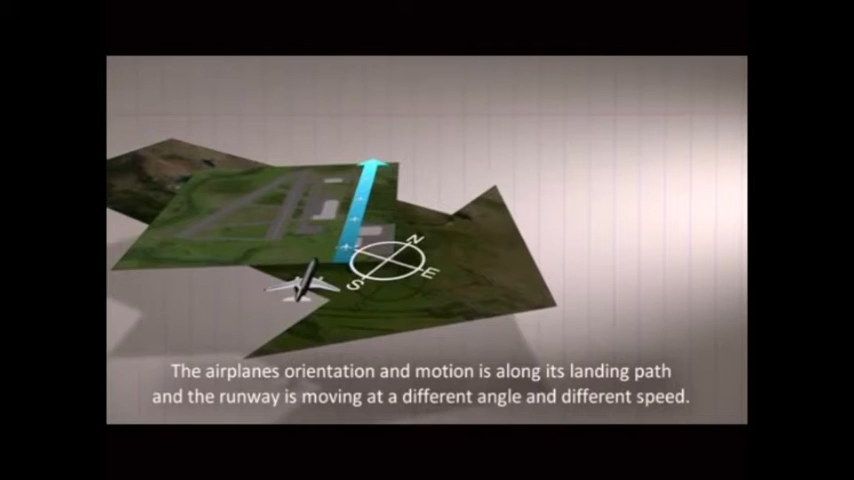 N
E
S
The airplanes orientation and motion is along its landing path
and the runway is moving at a different angle and different speed.